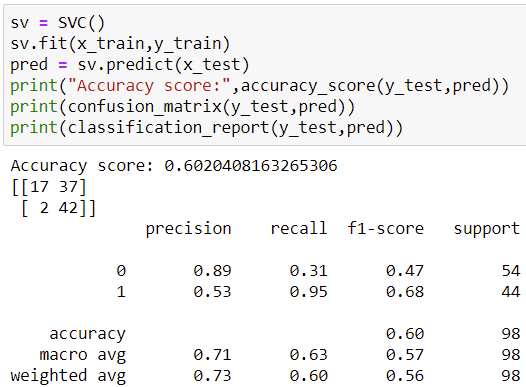 sv = SVC()
sv.fit(x_train,y_train)
pred = sv.predict(x_test)
print("Accuracy score:",accuracy_score(y_test,pred))
print(confusion_matrix(y_test,pred))
print(classification_report(y_test,pred))
Accuracy score: 0.6020408163265306
[[17 37]
 [ 2 42]]
              precision    recall  f1-score   support

           0       0.89      0.31      0.47        54
           1       0.53      0.95      0.68        44

    accuracy                           0.60        98
   macro avg       0.71      0.63      0.57        98
weighted avg       0.73      0.60      0.56        98